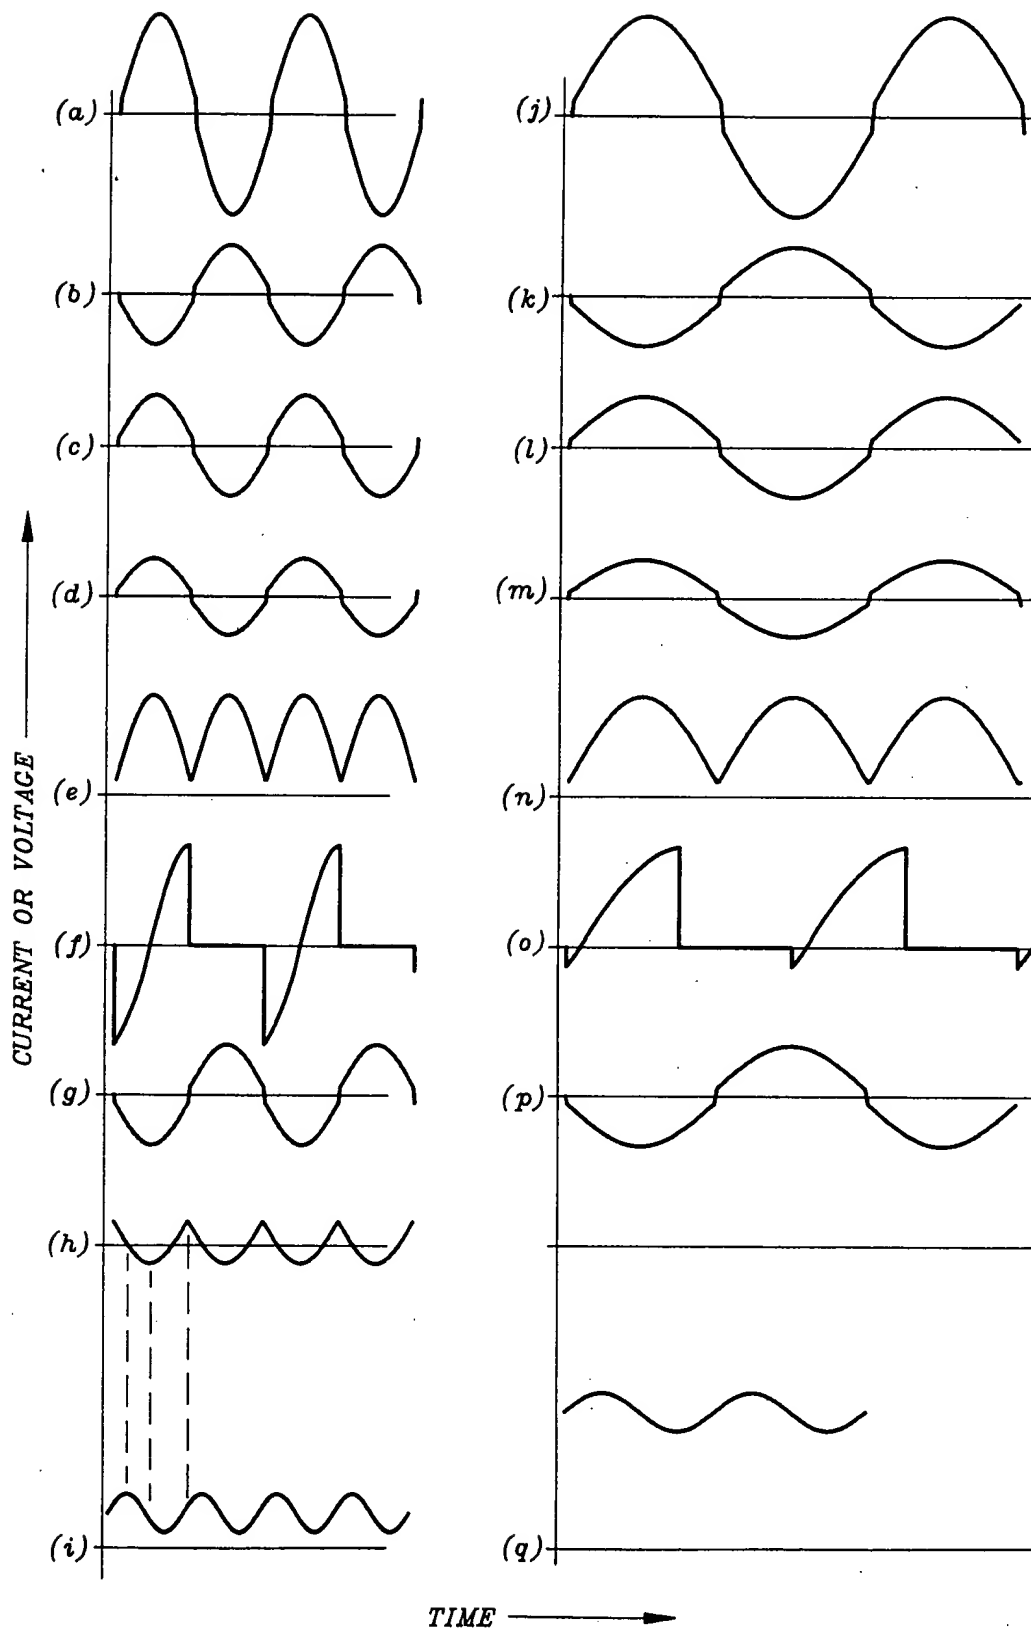 (a)
(b)
(c)
(d)
(e)
(f)
(g)
(h)
(i)
(j)
(k)
(l)
(m)
(n)
(o)
(p)
(q)
CURRENT OR VOLTAGE
TIME